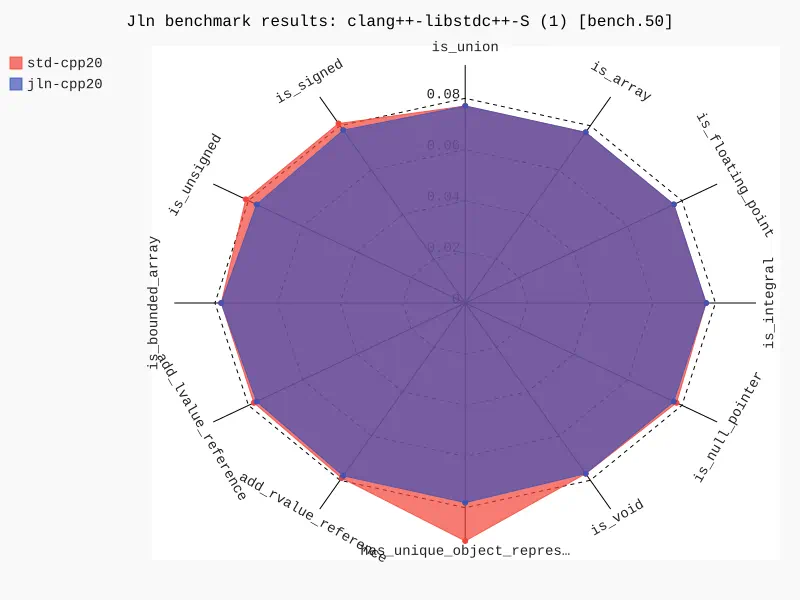 Jln benchmark results: clang++-libstdc++-S (1) [bench.50]
std-cpp20
jln-cpp20
is_union
is_array
is_floating_point
is_integral
is_null_pointer
is_void
has_unique_object_repres…
add_rvalue_reference
add_lvalue_reference
is_bounded_array
is_unsigned
is_signed
0.08
0.06
0.04
0.02
0